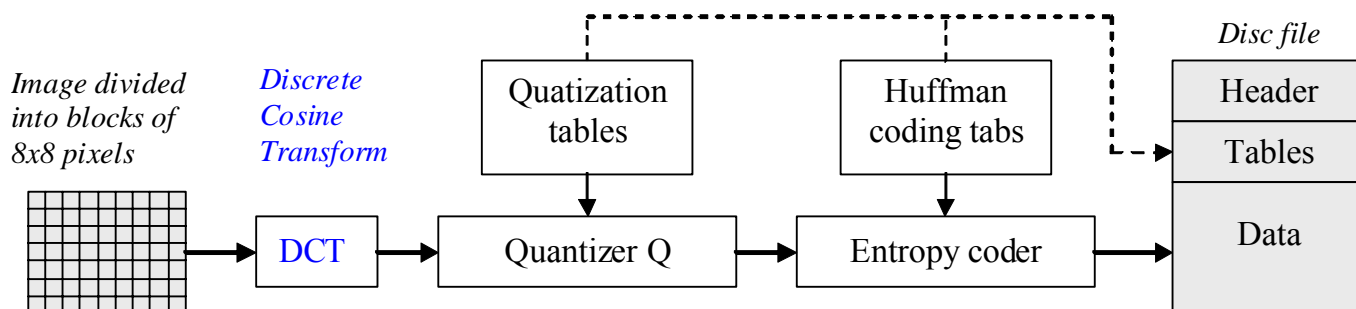 Image divided
into blocks of
8x8 pixels
Discrete
Cosine
Transform
DCT
Quatization
tables
Quantizer Q
Huffman
coding tabs
Entropy coder
Disc file
Header
Tables
Data